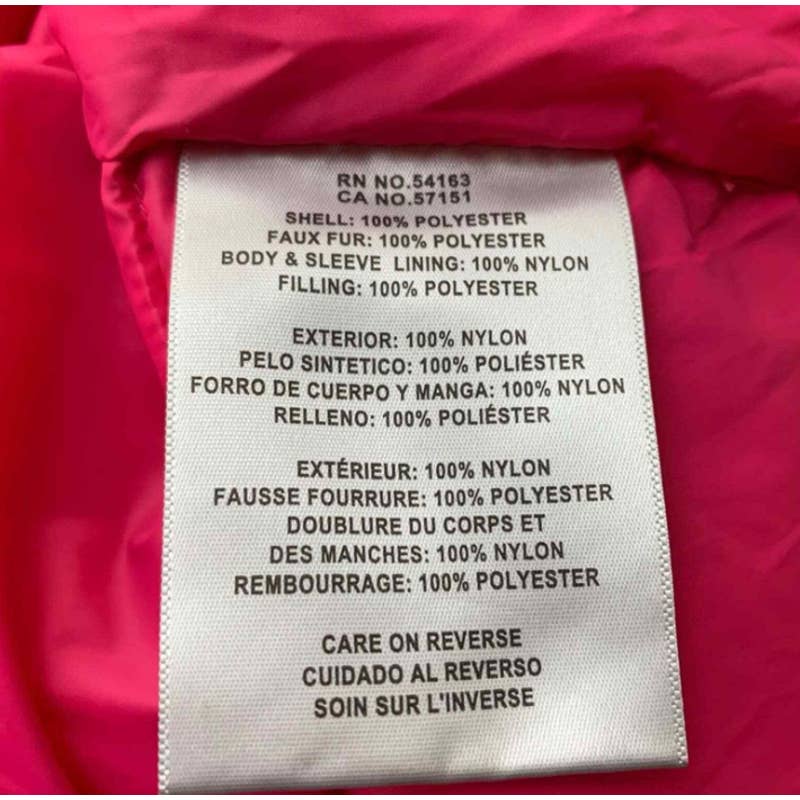 RN NO.54163
CA NO.57151
SHELL: 100% POLYESTER
FAUX FUR: 100% POLYESTER
BODY & SLEEVE LINING: 100% NYLON
FILLING: 100% POLYESTER
EXTERIOR: 100% NYLON
PELO SINTETICO: 100% POLIÉSTER
FORRO DE CUERPO Y MANGA: 100% NYLON
RELLENO: 100% POLIÉSTER
EXTÉRIEUR: 100% NYLON
FAUSSE FOURRURE: 100% POLYESTER
DOUBLURE DU CORPS ET
DES MANCHES: 100% NYLON
REMBOURRAGE: 100% POLYESTER
CARE ON REVERSE
CUIDADO AL REVERSO
SOIN SUR L'INVERSE